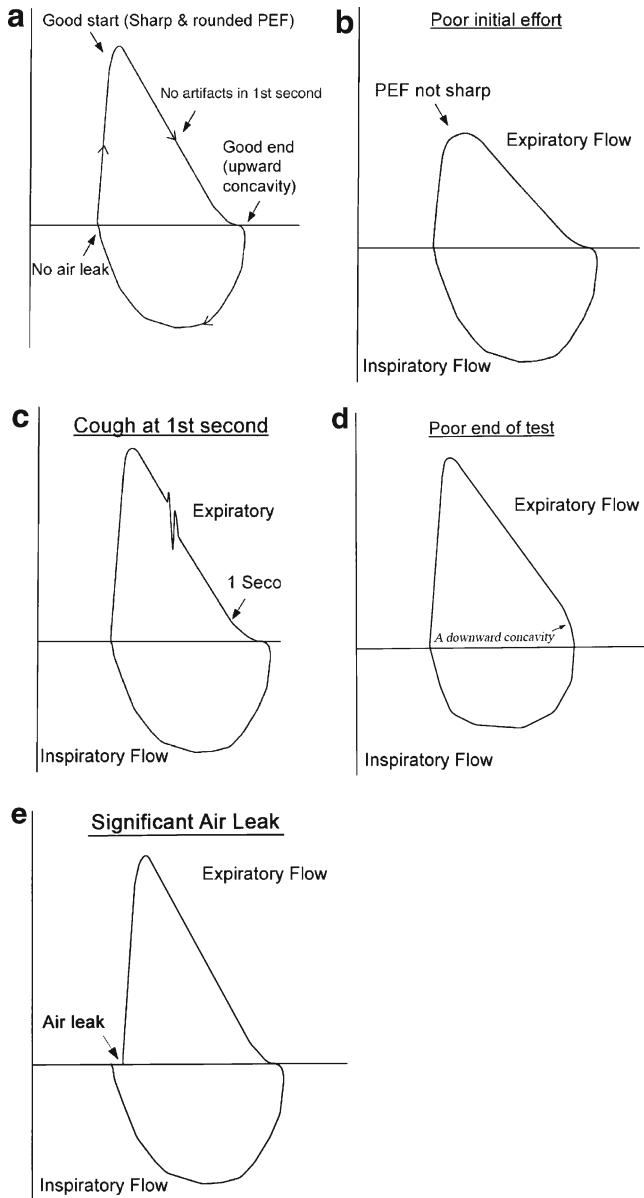 a
Good start (Sharp & rounded PEF)
No artifacts in 1st second
Good end
(upward
concavity)
No air leak
b
Poor initial effort
PEF not sharp
Expiratory Flow
Inspiratory Flow
c
Cough at 1st second
Expiratory
1 Seco
Inspiratory Flow
d
Poor end of test
Expiratory Flow
A downward concavity
Inspiratory Flow
e
Significant Air Leak
Expiratory Flow
Air leak
Inspiratory Flow